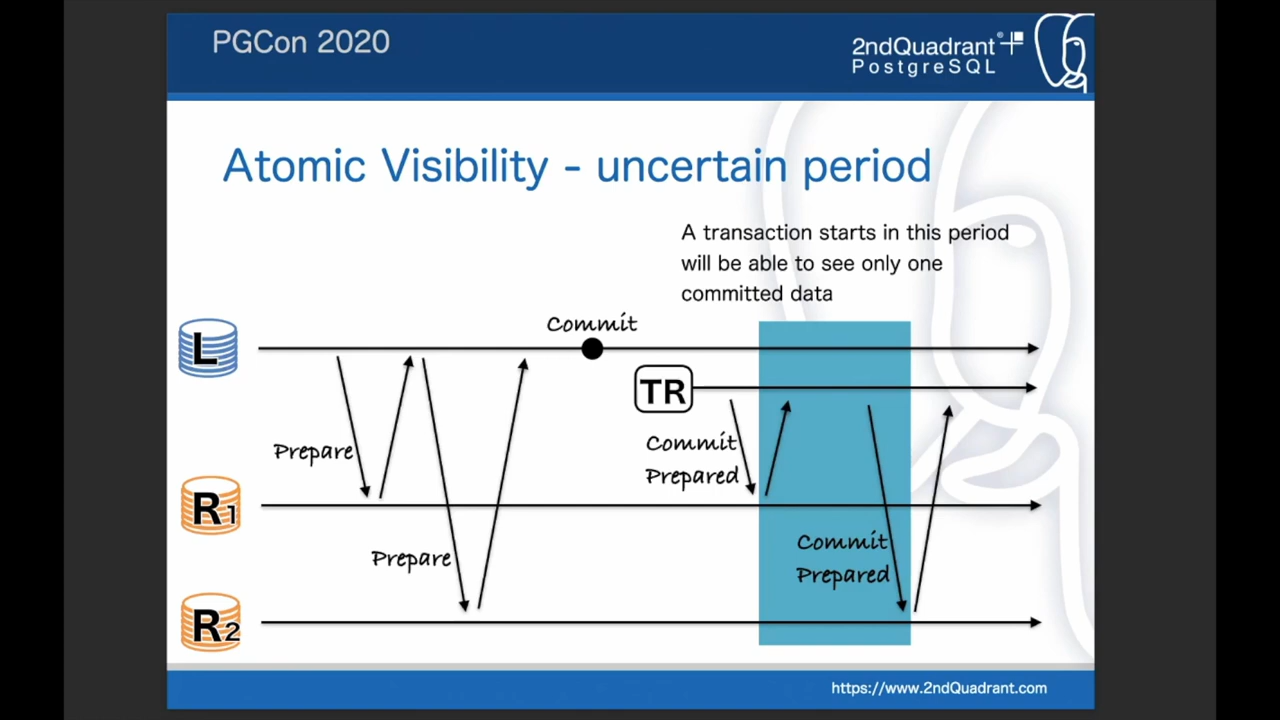 PGCon 2020
2ndQuadrant®
PostgreSQL
Atomic Visibility - uncertain period
A transaction starts in this period
will be able to see only one
committed data
Commit
L
TR
Prepare
Commit
Prepared
R1
Prepare
Commit
Prepared
R2
https://www.2ndQuadrant.com